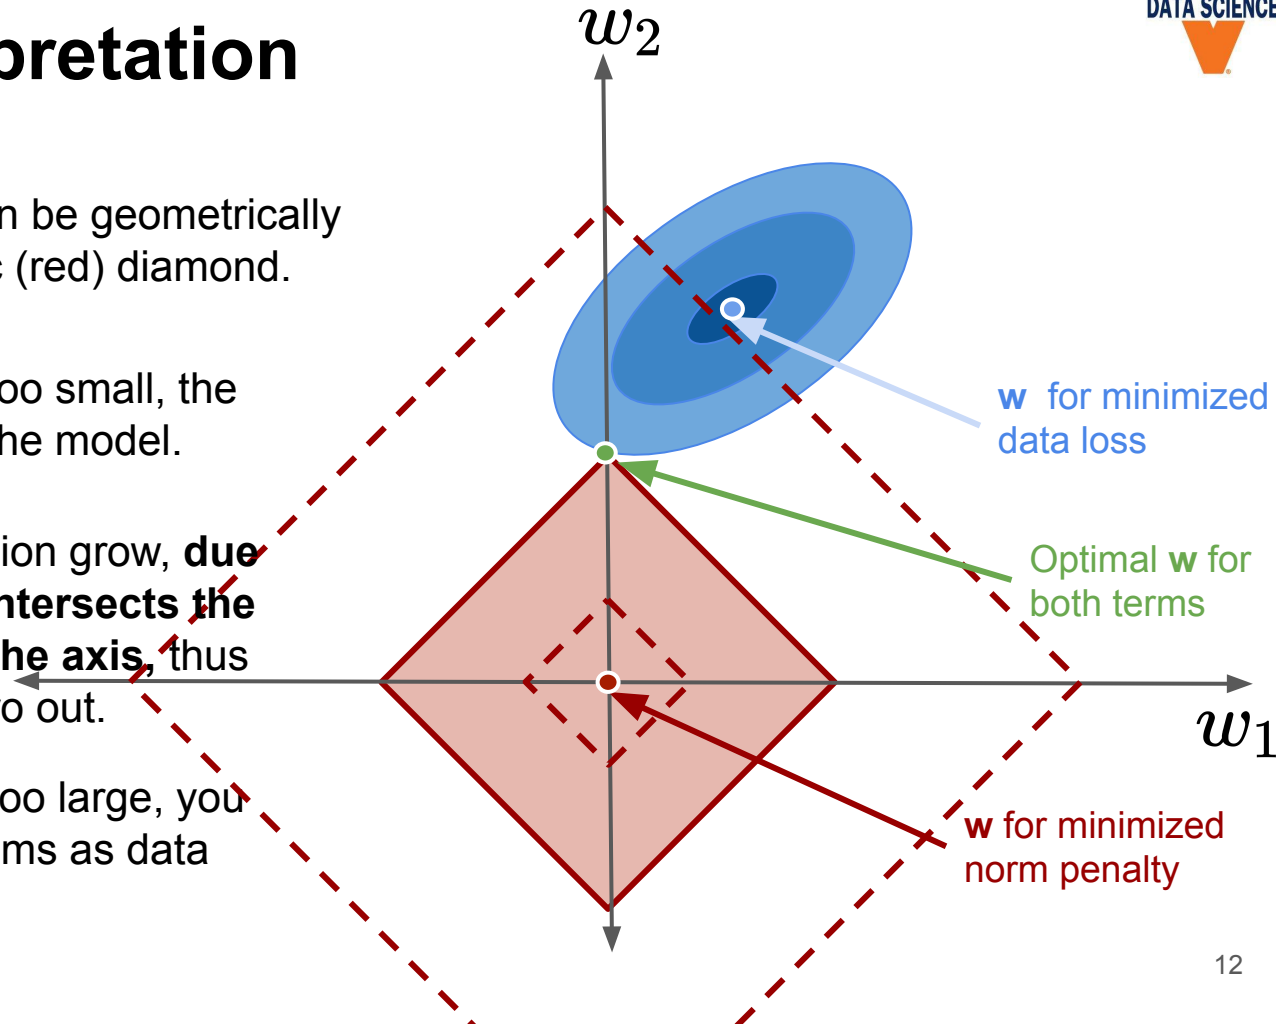 pretation
w2
DATA SCIENCE
n be geometrically
c (red) diamond.
oo small, the
he model.
ion grow, due
ntersects the
he axis, thus
o out.
oo large, you
ms as data
w for minimized
data loss
Optimal w for
both terms
w1
w for minimized
norm penalty
12